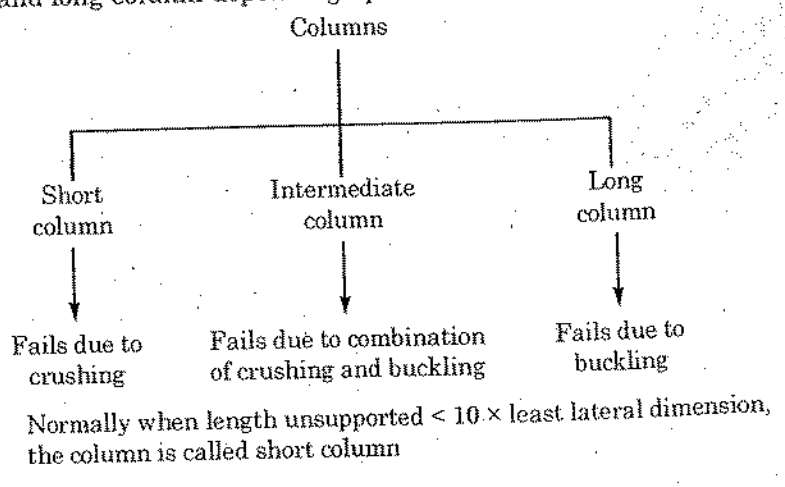 and long column depending
Columns
Short
column
Intermediate
column
Long
column
Fails due to
crushing
Fails due to combination
of crushing and buckling
Fails due to
buckling
Normally when length unsupported < 10 × least lateral dimension,
the column is called short column